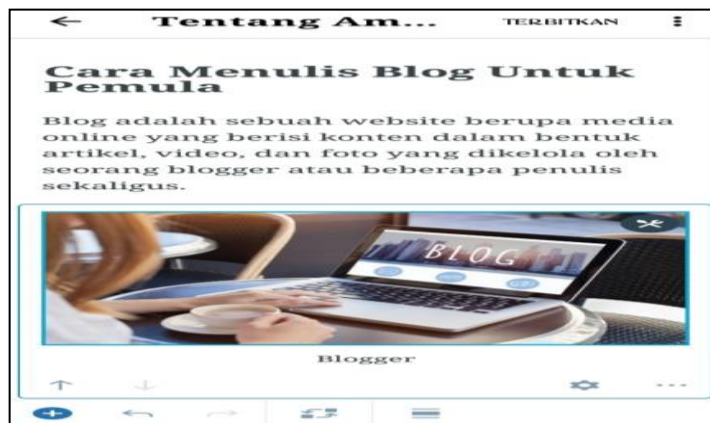 Tentang Am...
TERBITKAN
Cara Menulis Blog Untuk
Pemula
Blog adalah sebuah website berupa media
online yang berisi konten dalam bentuk
artikel, video, dan foto yang dikelola oleh
seorang blogger atau beberapa penulis
sekaligus.
BLOG
Blogger